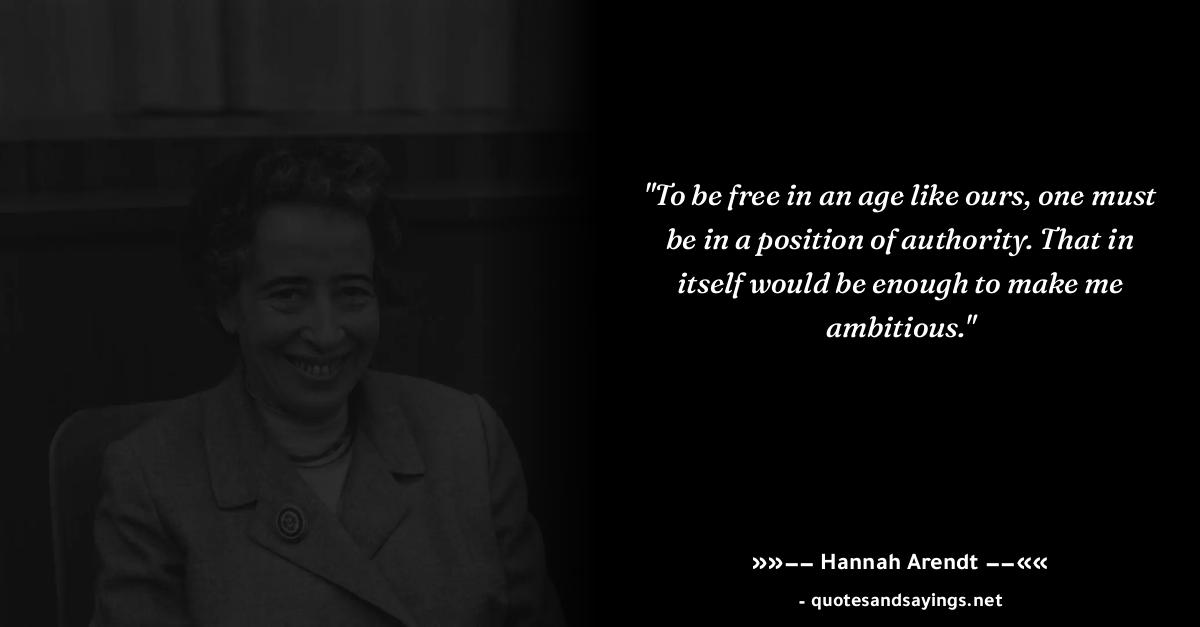 "To be free in an age like ours, one must
be in a position of authority. That in
itself would be enough to make me
ambitious."
»»–– Hannah Arendt ––««
- quotesandsayings.net